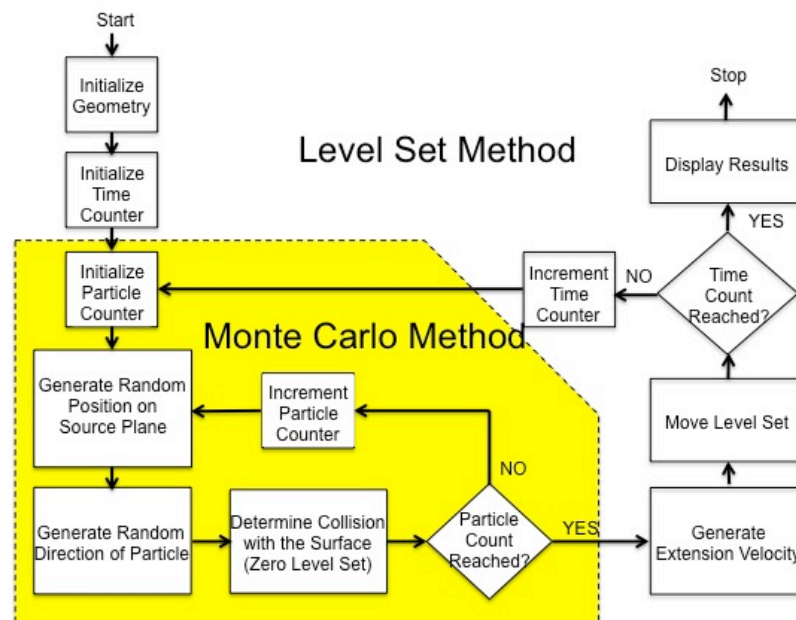 Start
Initialize
Geometry
Initialize
Time
Counter
Initialize
Particle
Counter
Generate Random
Position on
Source Plane
Generate Random
Direction of Particle
Determine Collision
with the Surface
(Zero Level Set)
Particle
Count
Reached?
NO
Increment
Particle
Counter
YES
Generate
Extension Velocity
Move Level Set
Time
Count
Reached?
NO
Increment
Time
Counter
YES
Display Results
Stop
Level Set Method
Monte Carlo Method